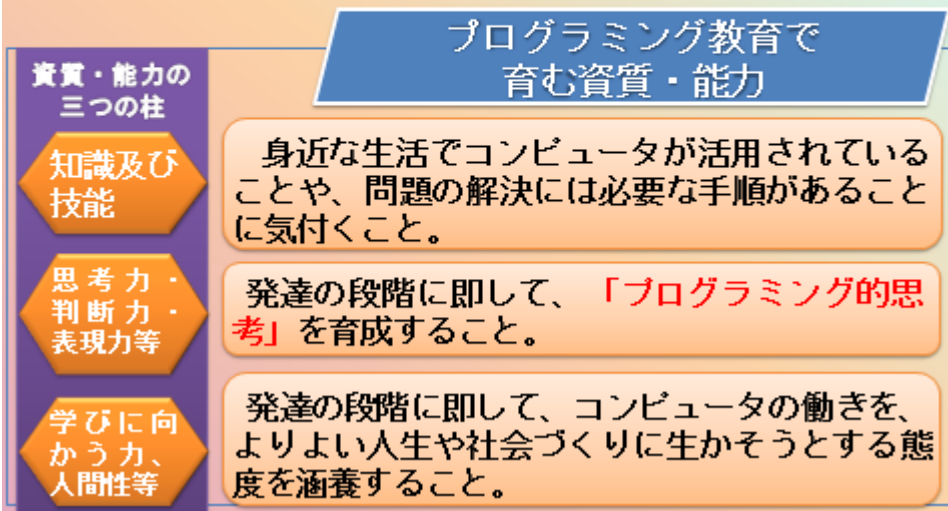 プログラミング教育で
育む資質・能力
資質・能力の
三つの柱
知識及び
技能
身近な生活でコンピュータが活用されている
ことや、問題の解決には必要な手順があること
に気付くこと。
思考力・
判断力・
表現力等
発達の段階に即して、「プログラミング的思
考」を育成すること。
学びに向
かう力、
人間性等
発達の段階に即して、コンピュータの働きを、
よりよい人生や社会づくりに生かそうとする態
度を涵養すること。